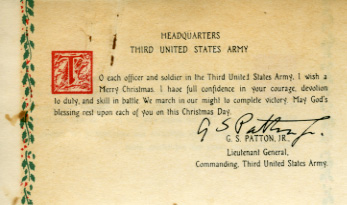 HEADQUARTERS
THIRD UNITED STATES ARMY
TO each officer and soldier in the Third United States Army, I wish a
Merry Christmas. I have full confidence in your courage, devotion
to duty, and skill in battle. We march in our might to complete victory. May God's
blessing rest upon each of you on this Christmas Day.
G S Patton Jr.
G. S. PATTON, JR.
Lieutenant General,
Commanding, Third United States Army.